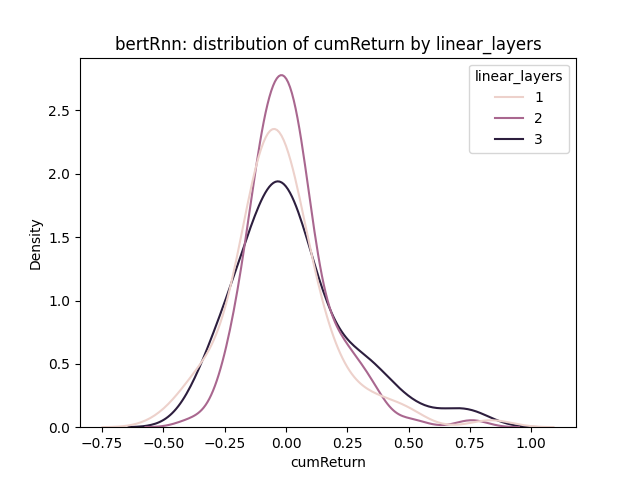 bertRnn: distribution of cumReturn by linear_layers
linear_layers
1
2
3
Density
2.5
2.0
1.5
1.0
0.5
0.0
−0.75 −0.50 −0.25 0.00 0.25 0.50 0.75 1.00
cumReturn